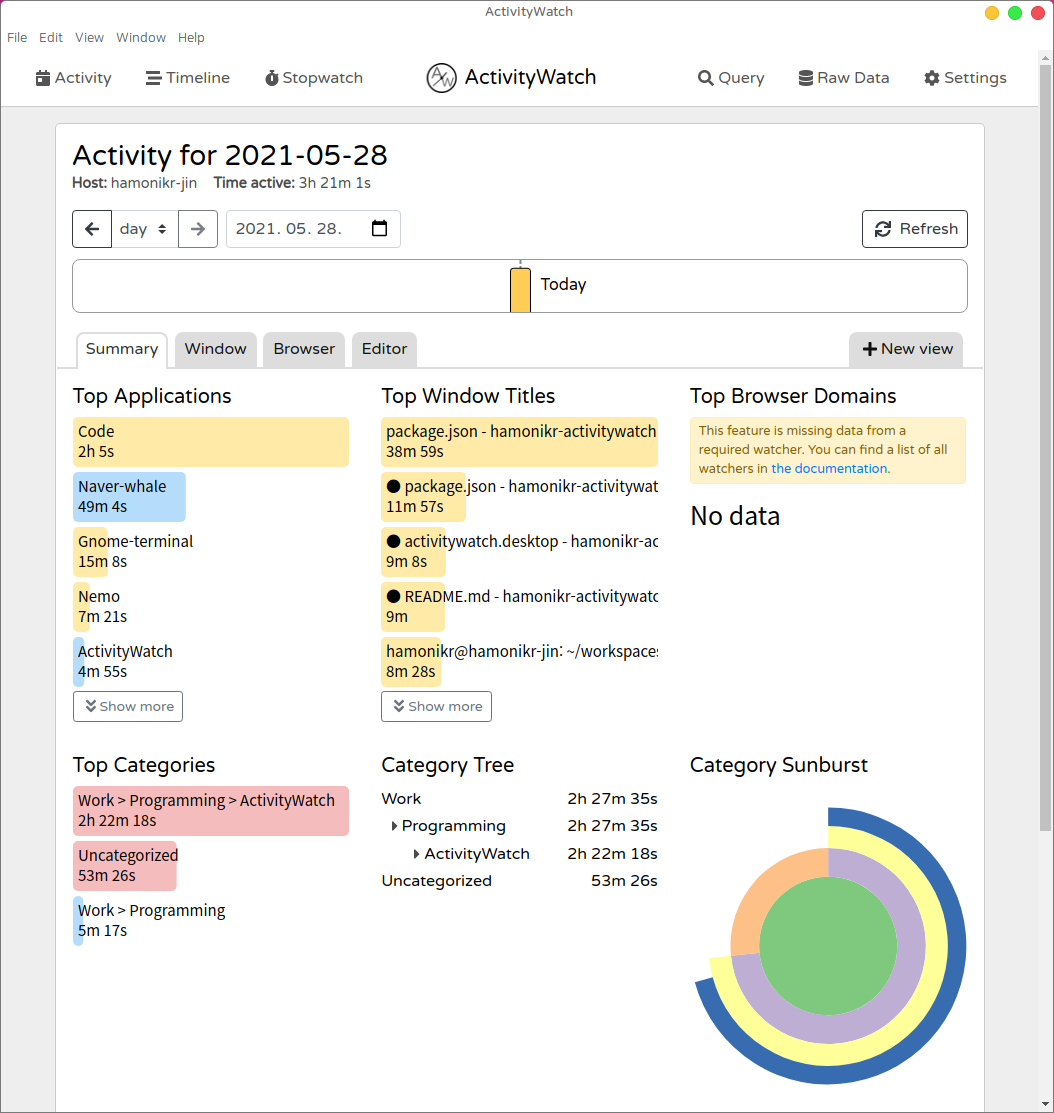 ActivityWatch
File Edit View Window Help
Activity Timeline Stopwatch ActivityWatch Query Raw Data Settings
Activity for 2021-05-28
Host: hamonikr-jin Time active: 3h 21m 1s
day 2021. 05. 28. Refresh
Today
Summary Window Browser Editor New view
Top Applications
Code
2h 5s
Naver-whale
49m 4s
Gnome-terminal
15m 8s
Nemo
7m 21s
ActivityWatch
4m 55s
Show more
Top Window Titles
package.json - hamonikr-activitywatch
38m 59s
● package.json - hamonikr-activitywat
11m 57s
● activitywatch.desktop - hamonikr-ac
9m 8s
● README.md - hamonikr-activitywatc
9m
hamonikr@hamonikr-jin: ~/workspaces
8m 28s
Show more
Top Browser Domains
This feature is missing data from a
required watcher. You can find a list of all
watchers in the documentation.
No data
Top Categories
Work > Programming > ActivityWatch
2h 22m 18s
Uncategorized
53m 26s
Work > Programming
5m 17s
Category Tree
Work 2h 27m 35s
Programming 2h 27m 35s
ActivityWatch 2h 22m 18s
Uncategorized 53m 26s
Category Sunburst